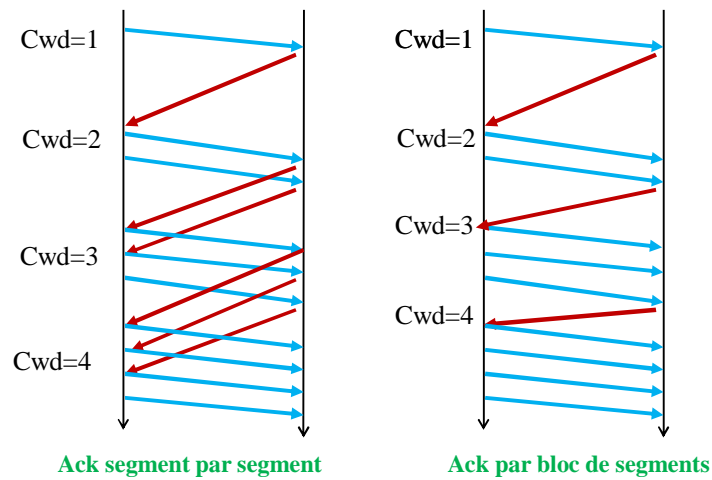 Cwd=1
Cwd=2
Cwd=3
Cwd=4
Ack segment par segment
Cwd=1
Cwd=2
Cwd=3
Cwd=4
Ack par bloc de segments